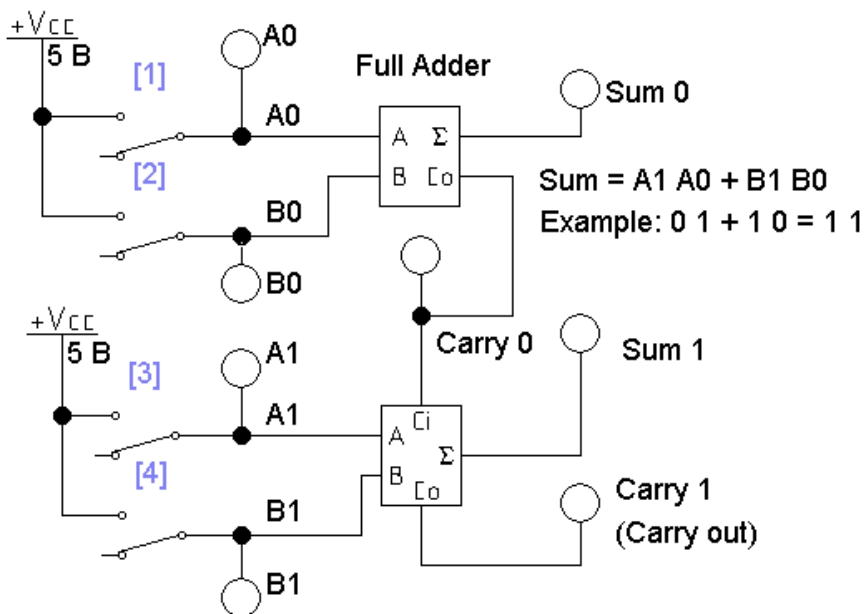 +Vcc
5 B
[1]
A0
A0
Full Adder
Sum 0
A Σ
B Co
[2]
B0
B0
Sum = A1 A0 + B1 B0
Example: 0 1 + 1 0 = 1 1
+Vcc
5 B
[3]
A1
A1
Carry 0
Sum 1
Ci
A
Σ
B
Co
[4]
B1
B1
Carry 1
(Carry out)